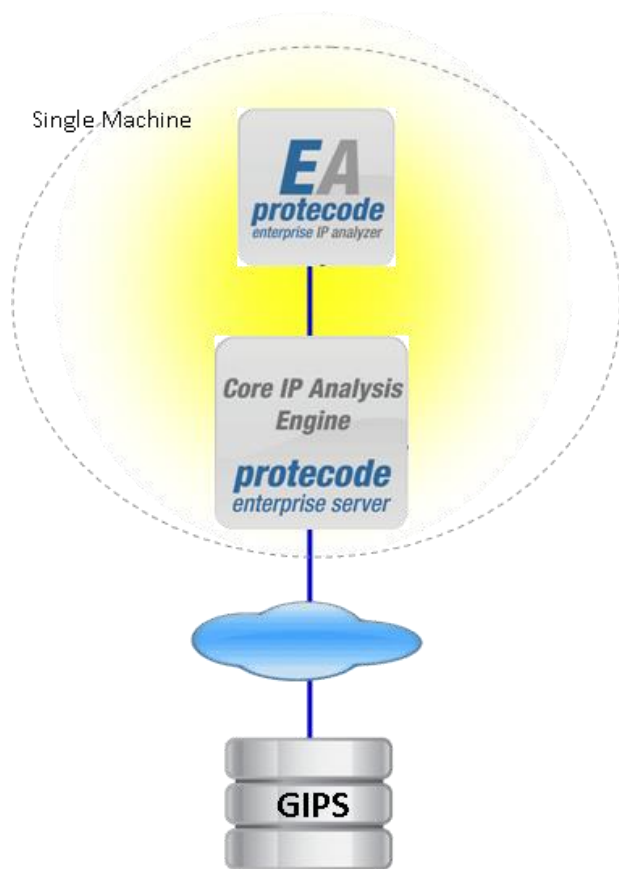 Single Machine
EA
protecode
enterprise IP analyzer
Core IP Analysis
Engine
protecode
enterprise server
GIPS